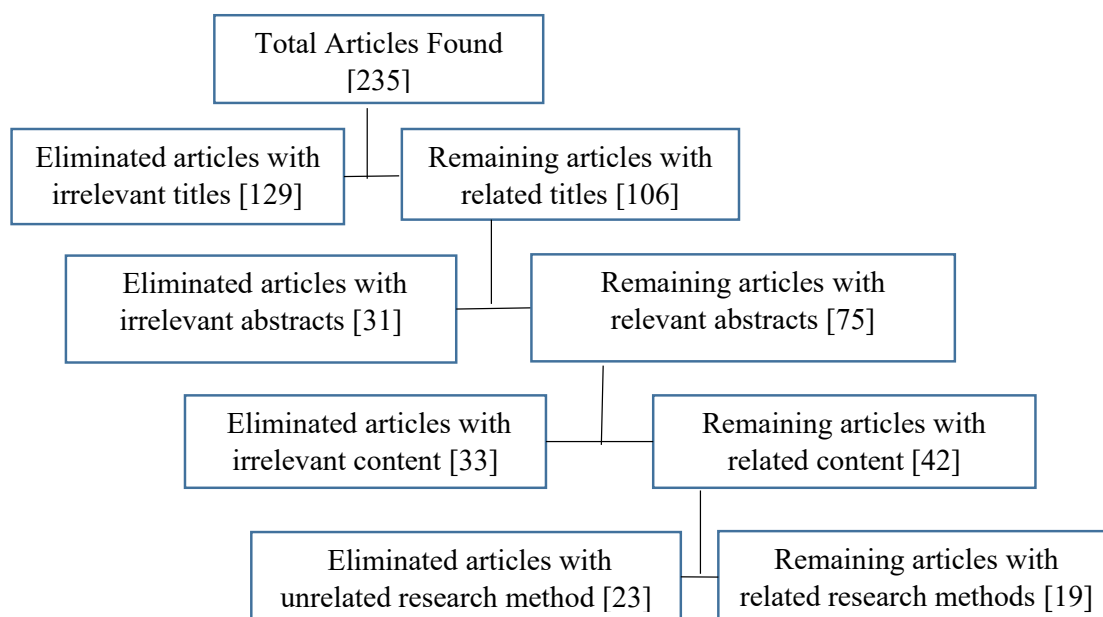 Total Articles Found
[235]
Eliminated articles with
irrelevant titles [129]
Remaining articles with
related titles [106]
Eliminated articles with
irrelevant abstracts [31]
Remaining articles with
relevant abstracts [75]
Eliminated articles with
irrelevant content [33]
Remaining articles with
related content [42]
Eliminated articles with
unrelated research method [23]
Remaining articles with
related research methods [19]